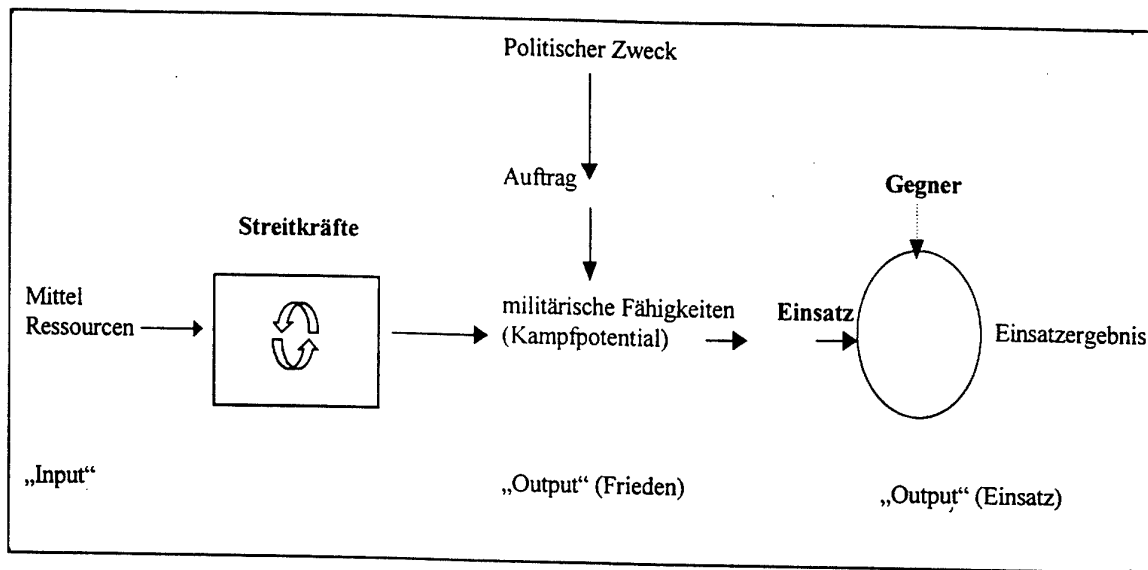 Politischer Zweck
Auftrag
Gegner
Streitkräfte
Mittel
Ressourcen
militärische Fähigkeiten
(Kampfpotential)
Einsatz
Einsatzergebnis
„Input“
„Output“ (Frieden)
„Output“ (Einsatz)